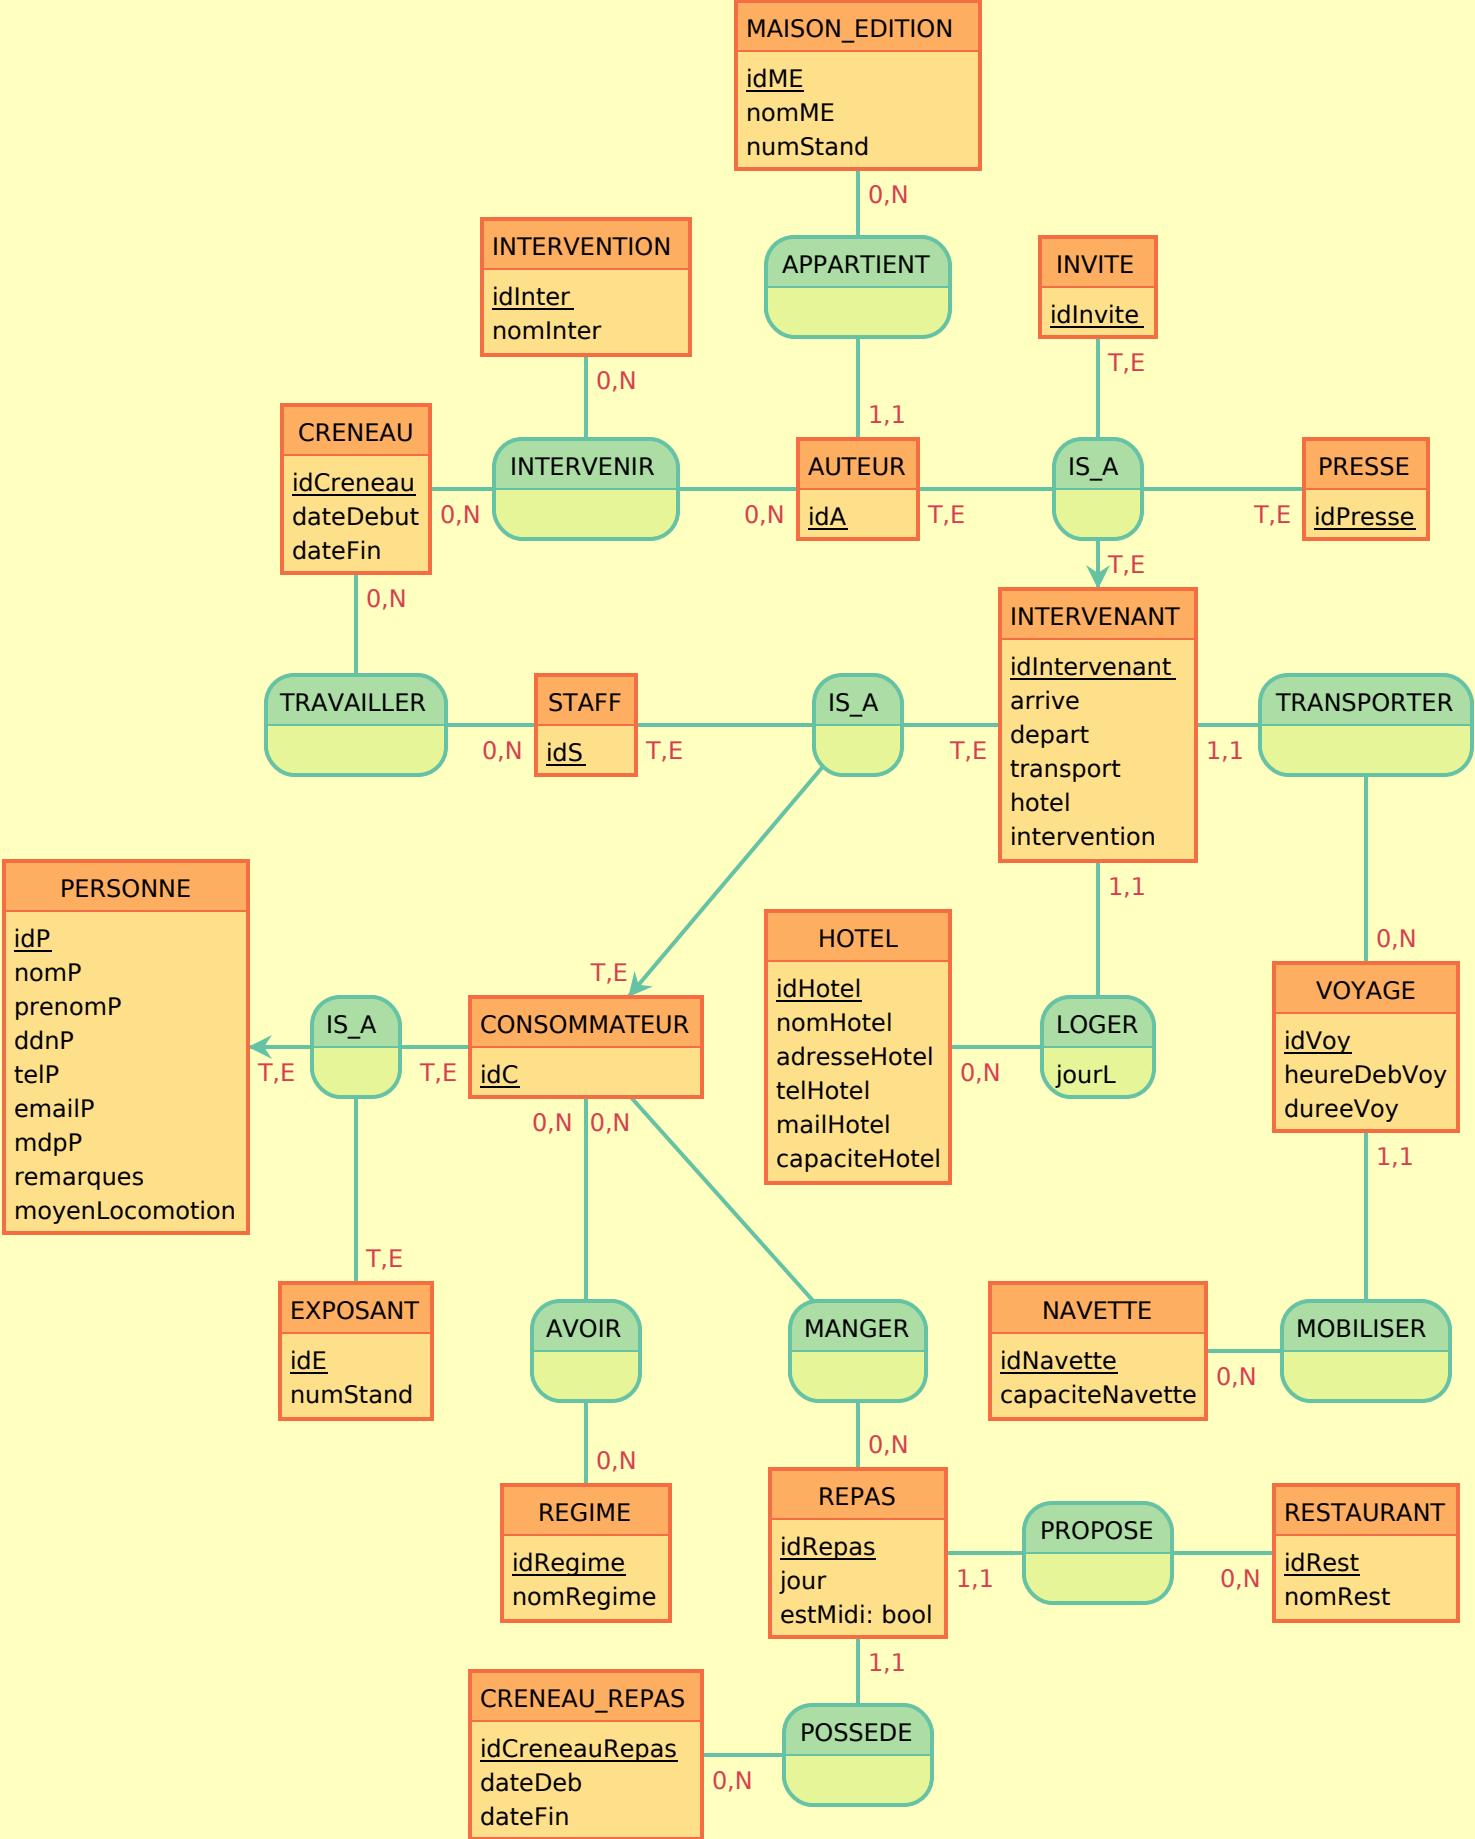 MAISON_EDITION
idME
nomME
numStand
0,N
INTERVENTION
idInter
nomInter
0,N
APPARTIENT
1,1
INVITE
idInvite
T,E
CRENEAU
idCreneau
dateDebut
dateFin
0,N
0,N
INTERVENIR
0,N
AUTEUR
idA
T,E
IS_A
T,E
PRESSE
idPresse
T,E
INTERVENANT
idIntervenant
arrive
depart
transport
hotel
intervention
TRAVAILLER
0,N
STAFF
idS
T,E
IS_A
T,E
1,1
TRANSPORTER
1,1
0,N
PERSONNE
idP
nomP
prenomP
ddnP
telP
emailP
mdpP
remarques
moyenLocomotion
T,E
IS_A
T,E
T,E
CONSOMMATEUR
idC
0,N
0,N
HOTEL
idHotel
nomHotel
adresseHotel
telHotel
mailHotel
capaciteHotel
0,N
LOGER
jourL
VOYAGE
idVoy
heureDebVoy
dureeVoy
1,1
T,E
EXPOSANT
idE
numStand
AVOIR
MANGER
NAVETTE
idNavette
capaciteNavette
0,N
MOBILISER
0,N
0,N
REGIME
idRegime
nomRegime
REPAS
idRepas
jour
estMidi: bool
1,1
PROPOSE
0,N
RESTAURANT
idRest
nomRest
1,1
CRENEAU_REPAS
idCreneauRepas
dateDeb
dateFin
0,N
POSSEDE